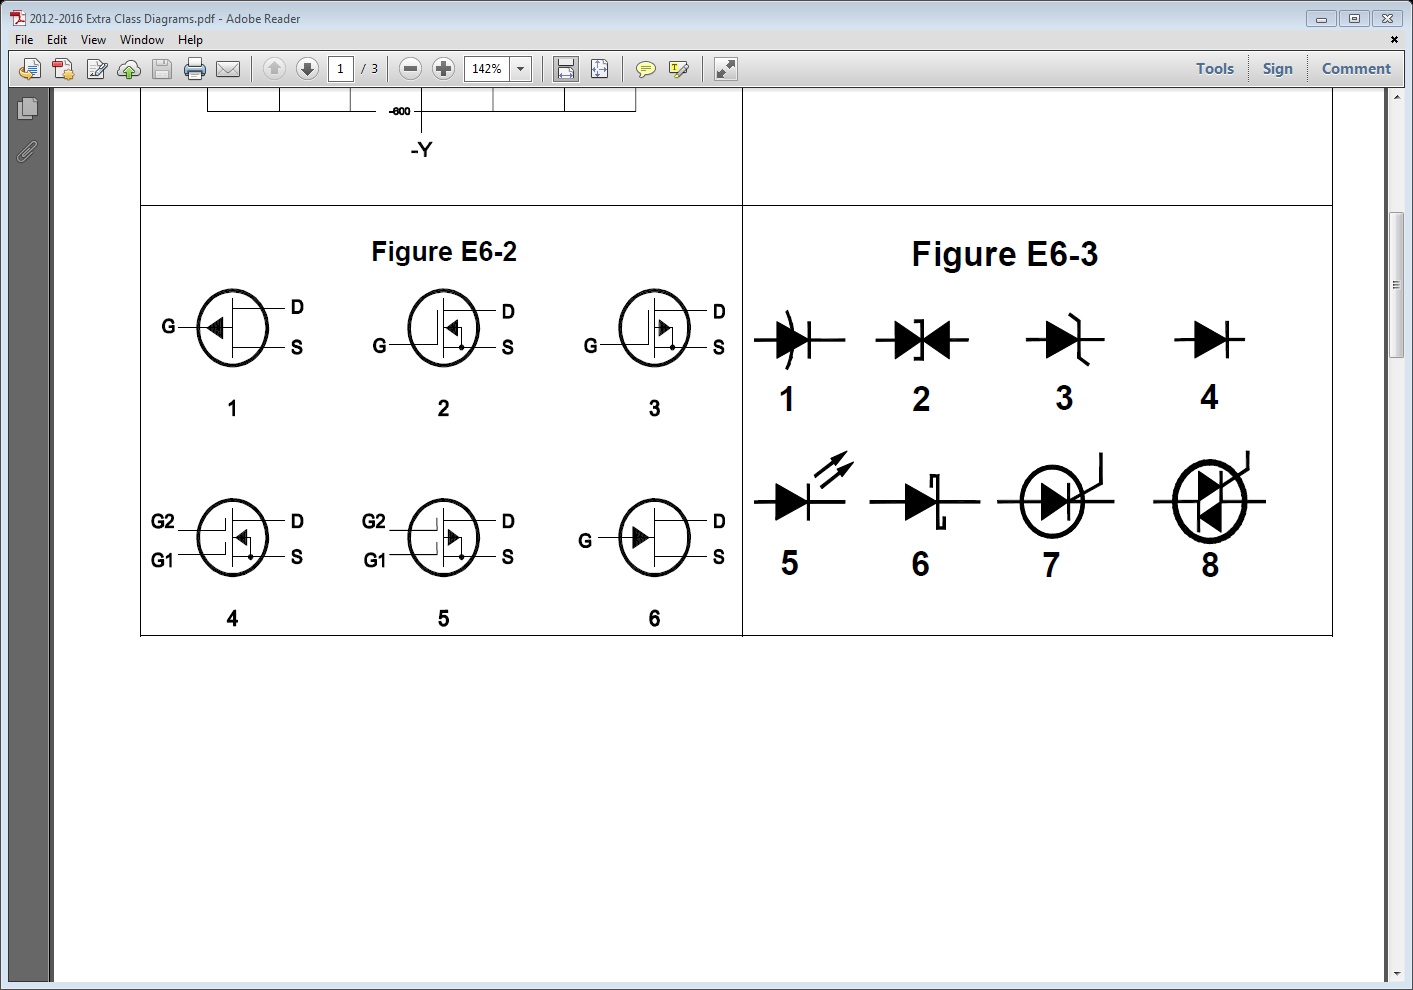 2012-2016 Extra Class Diagrams.pdf - Adobe Reader
File Edit View Window Help
1 / 3 142% Tools Sign Comment
-600
-Y
Figure E6-2
G D S
1
G D S
2
G D S
3
G2 G1 D S
4
G2 G1 D S
5
G D S
6
Figure E6-3
1 2 3 4
5 6 7 8